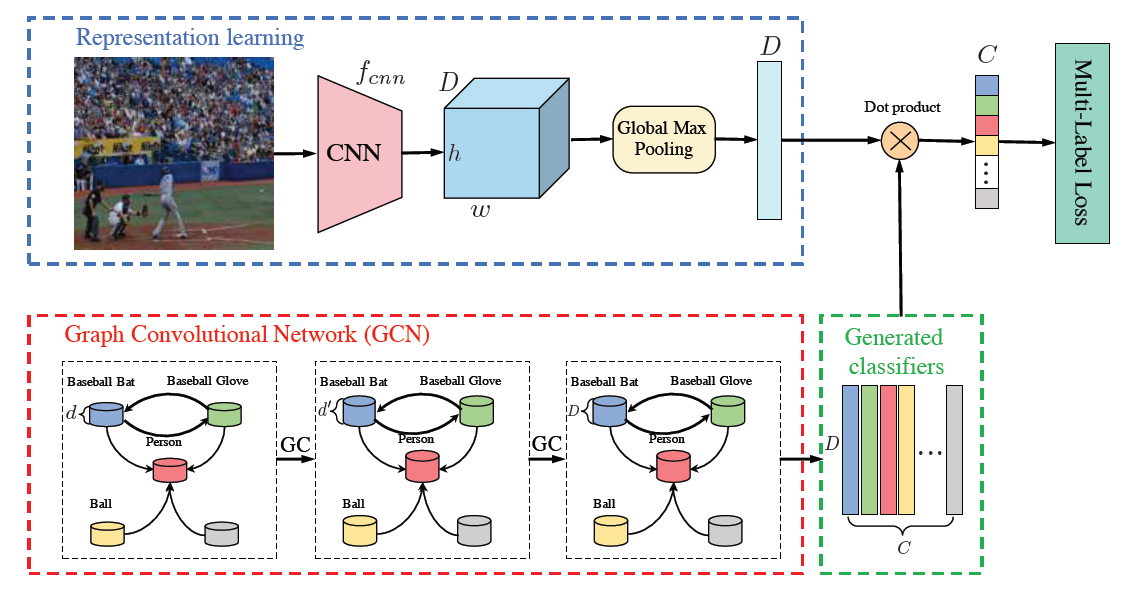 Representation learning
f_cnn
CNN
D
h
w
Global Max
Pooling
D
Dot product
C
Multi-Label Loss
Graph Convolutional Network (GCN)
Baseball Bat
Baseball Glove
d
Person
Ball
GC
Baseball Bat
Baseball Glove
d′
Person
Ball
GC
Baseball Bat
Baseball Glove
D
Person
Ball
Generated
classifiers
D
...
C